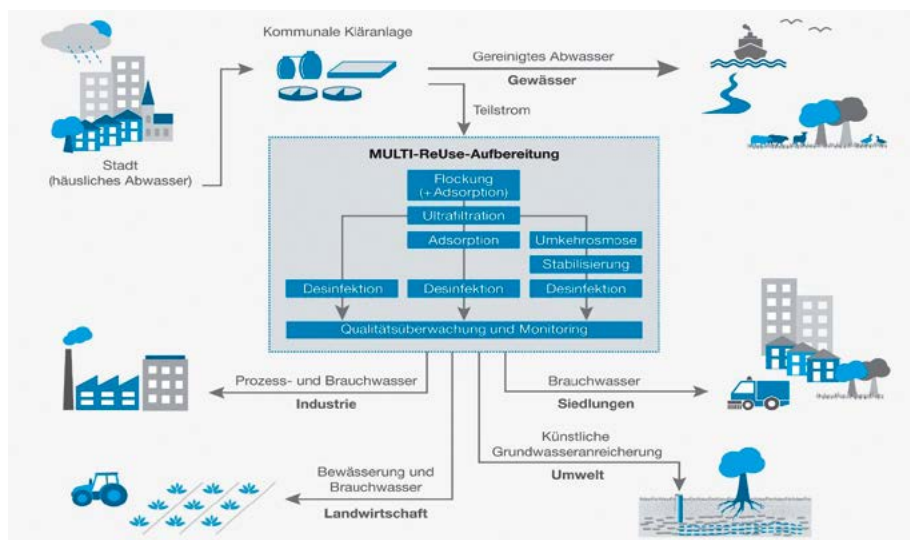 Kommunale Kläranlage
Gereinigtes Abwasser
Gewässer
Teilstrom
Stadt
(häusliches Abwasser)
MULTI-ReUse-Aufbereitung
Flockung
(+ Adsorption)
Ultrafiltration
Adsorption
Umkehrosmose
Stabilisierung
Desinfektion
Desinfektion
Desinfektion
Qualitätsüberwachung und Monitoring
Prozess- und Brauchwasser
Industrie
Brauchwasser
Siedlungen
Künstliche
Grundwasseranreicherung
Umwelt
Bewässerung und
Brauchwasser
Landwirtschaft